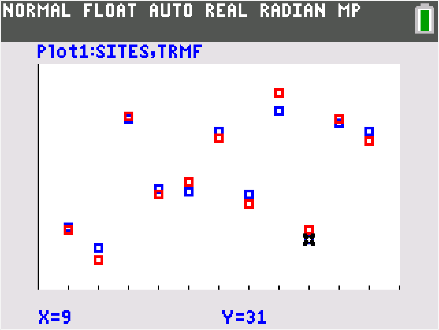 NORMAL FLOAT AUTO REAL RADIAN MP
Plot1:SITES,TRMF
X=9 Y=31